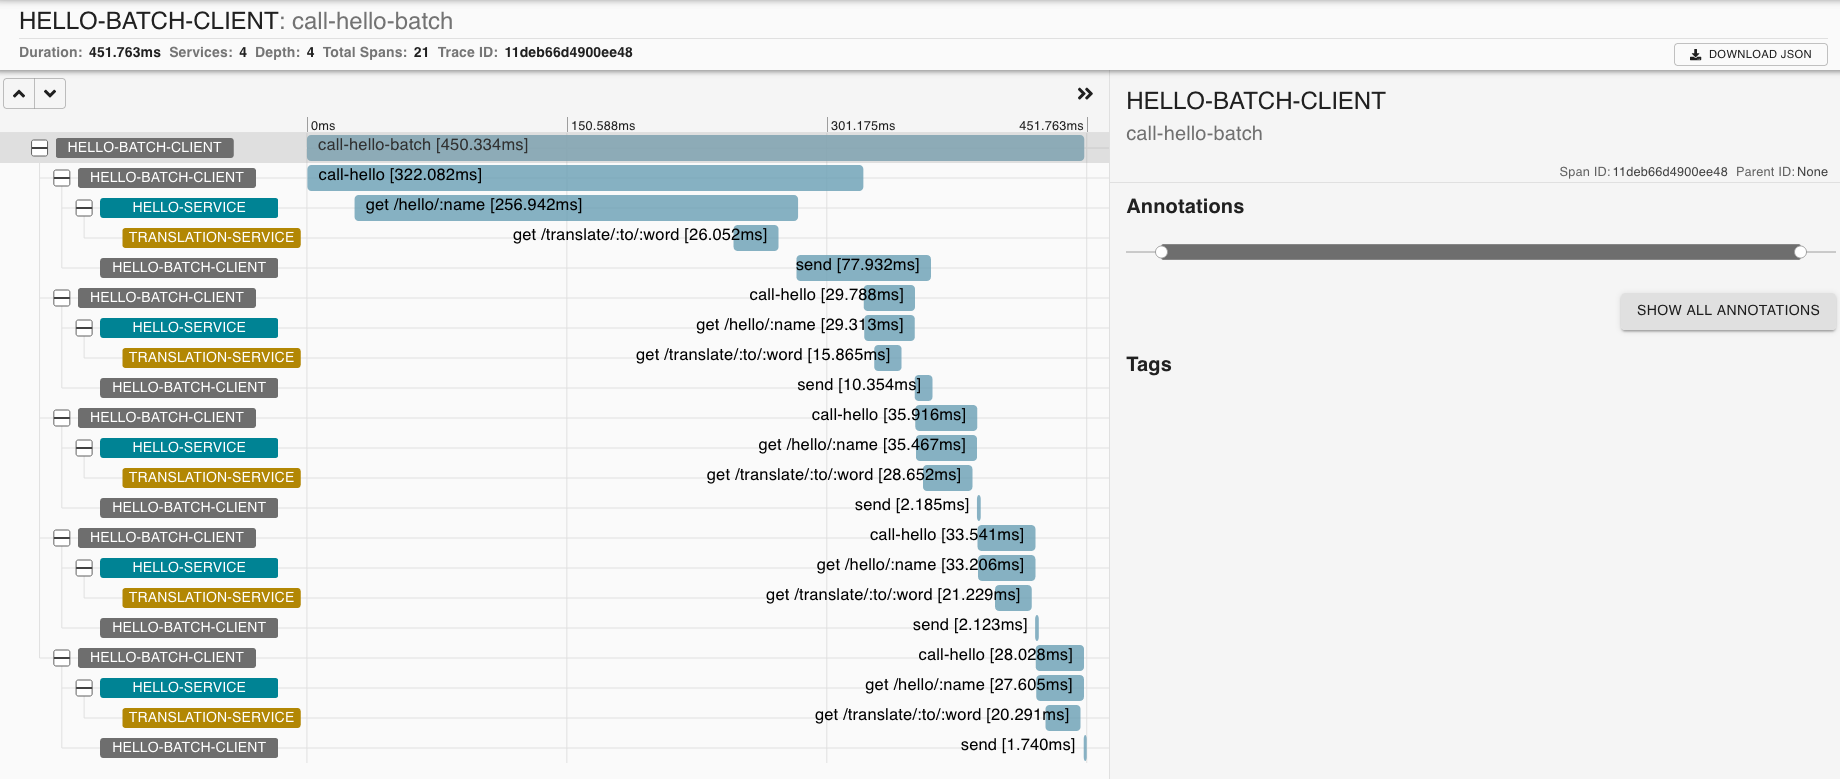 HELLO-BATCH-CLIENT: call-hello-batch
Duration: 451.763ms Services: 4 Depth: 4 Total Spans: 21 Trace ID: 11deb66d4900ee48
DOWNLOAD JSON
0ms 150.588ms 301.175ms 451.763ms
HELLO-BATCH-CLIENT call-hello-batch [450.334ms]
HELLO-BATCH-CLIENT call-hello [322.082ms]
HELLO-SERVICE get /hello/:name [256.942ms]
TRANSLATION-SERVICE get /translate/:to/:word [26.052ms]
HELLO-BATCH-CLIENT send [77.932ms]
HELLO-BATCH-CLIENT call-hello [29.788ms]
HELLO-SERVICE get /hello/:name [29.313ms]
TRANSLATION-SERVICE get /translate/:to/:word [15.865ms]
HELLO-BATCH-CLIENT send [10.354ms]
HELLO-BATCH-CLIENT call-hello [35.916ms]
HELLO-SERVICE get /hello/:name [35.467ms]
TRANSLATION-SERVICE get /translate/:to/:word [28.652ms]
HELLO-BATCH-CLIENT send [2.185ms]
HELLO-BATCH-CLIENT call-hello [33.541ms]
HELLO-SERVICE get /hello/:name [33.206ms]
TRANSLATION-SERVICE get /translate/:to/:word [21.229ms]
HELLO-BATCH-CLIENT send [2.123ms]
HELLO-BATCH-CLIENT call-hello [28.028ms]
HELLO-SERVICE get /hello/:name [27.605ms]
TRANSLATION-SERVICE get /translate/:to/:word [20.291ms]
HELLO-BATCH-CLIENT send [1.740ms]
HELLO-BATCH-CLIENT
call-hello-batch
Span ID: 11deb66d4900ee48 Parent ID: None
Annotations
SHOW ALL ANNOTATIONS
Tags